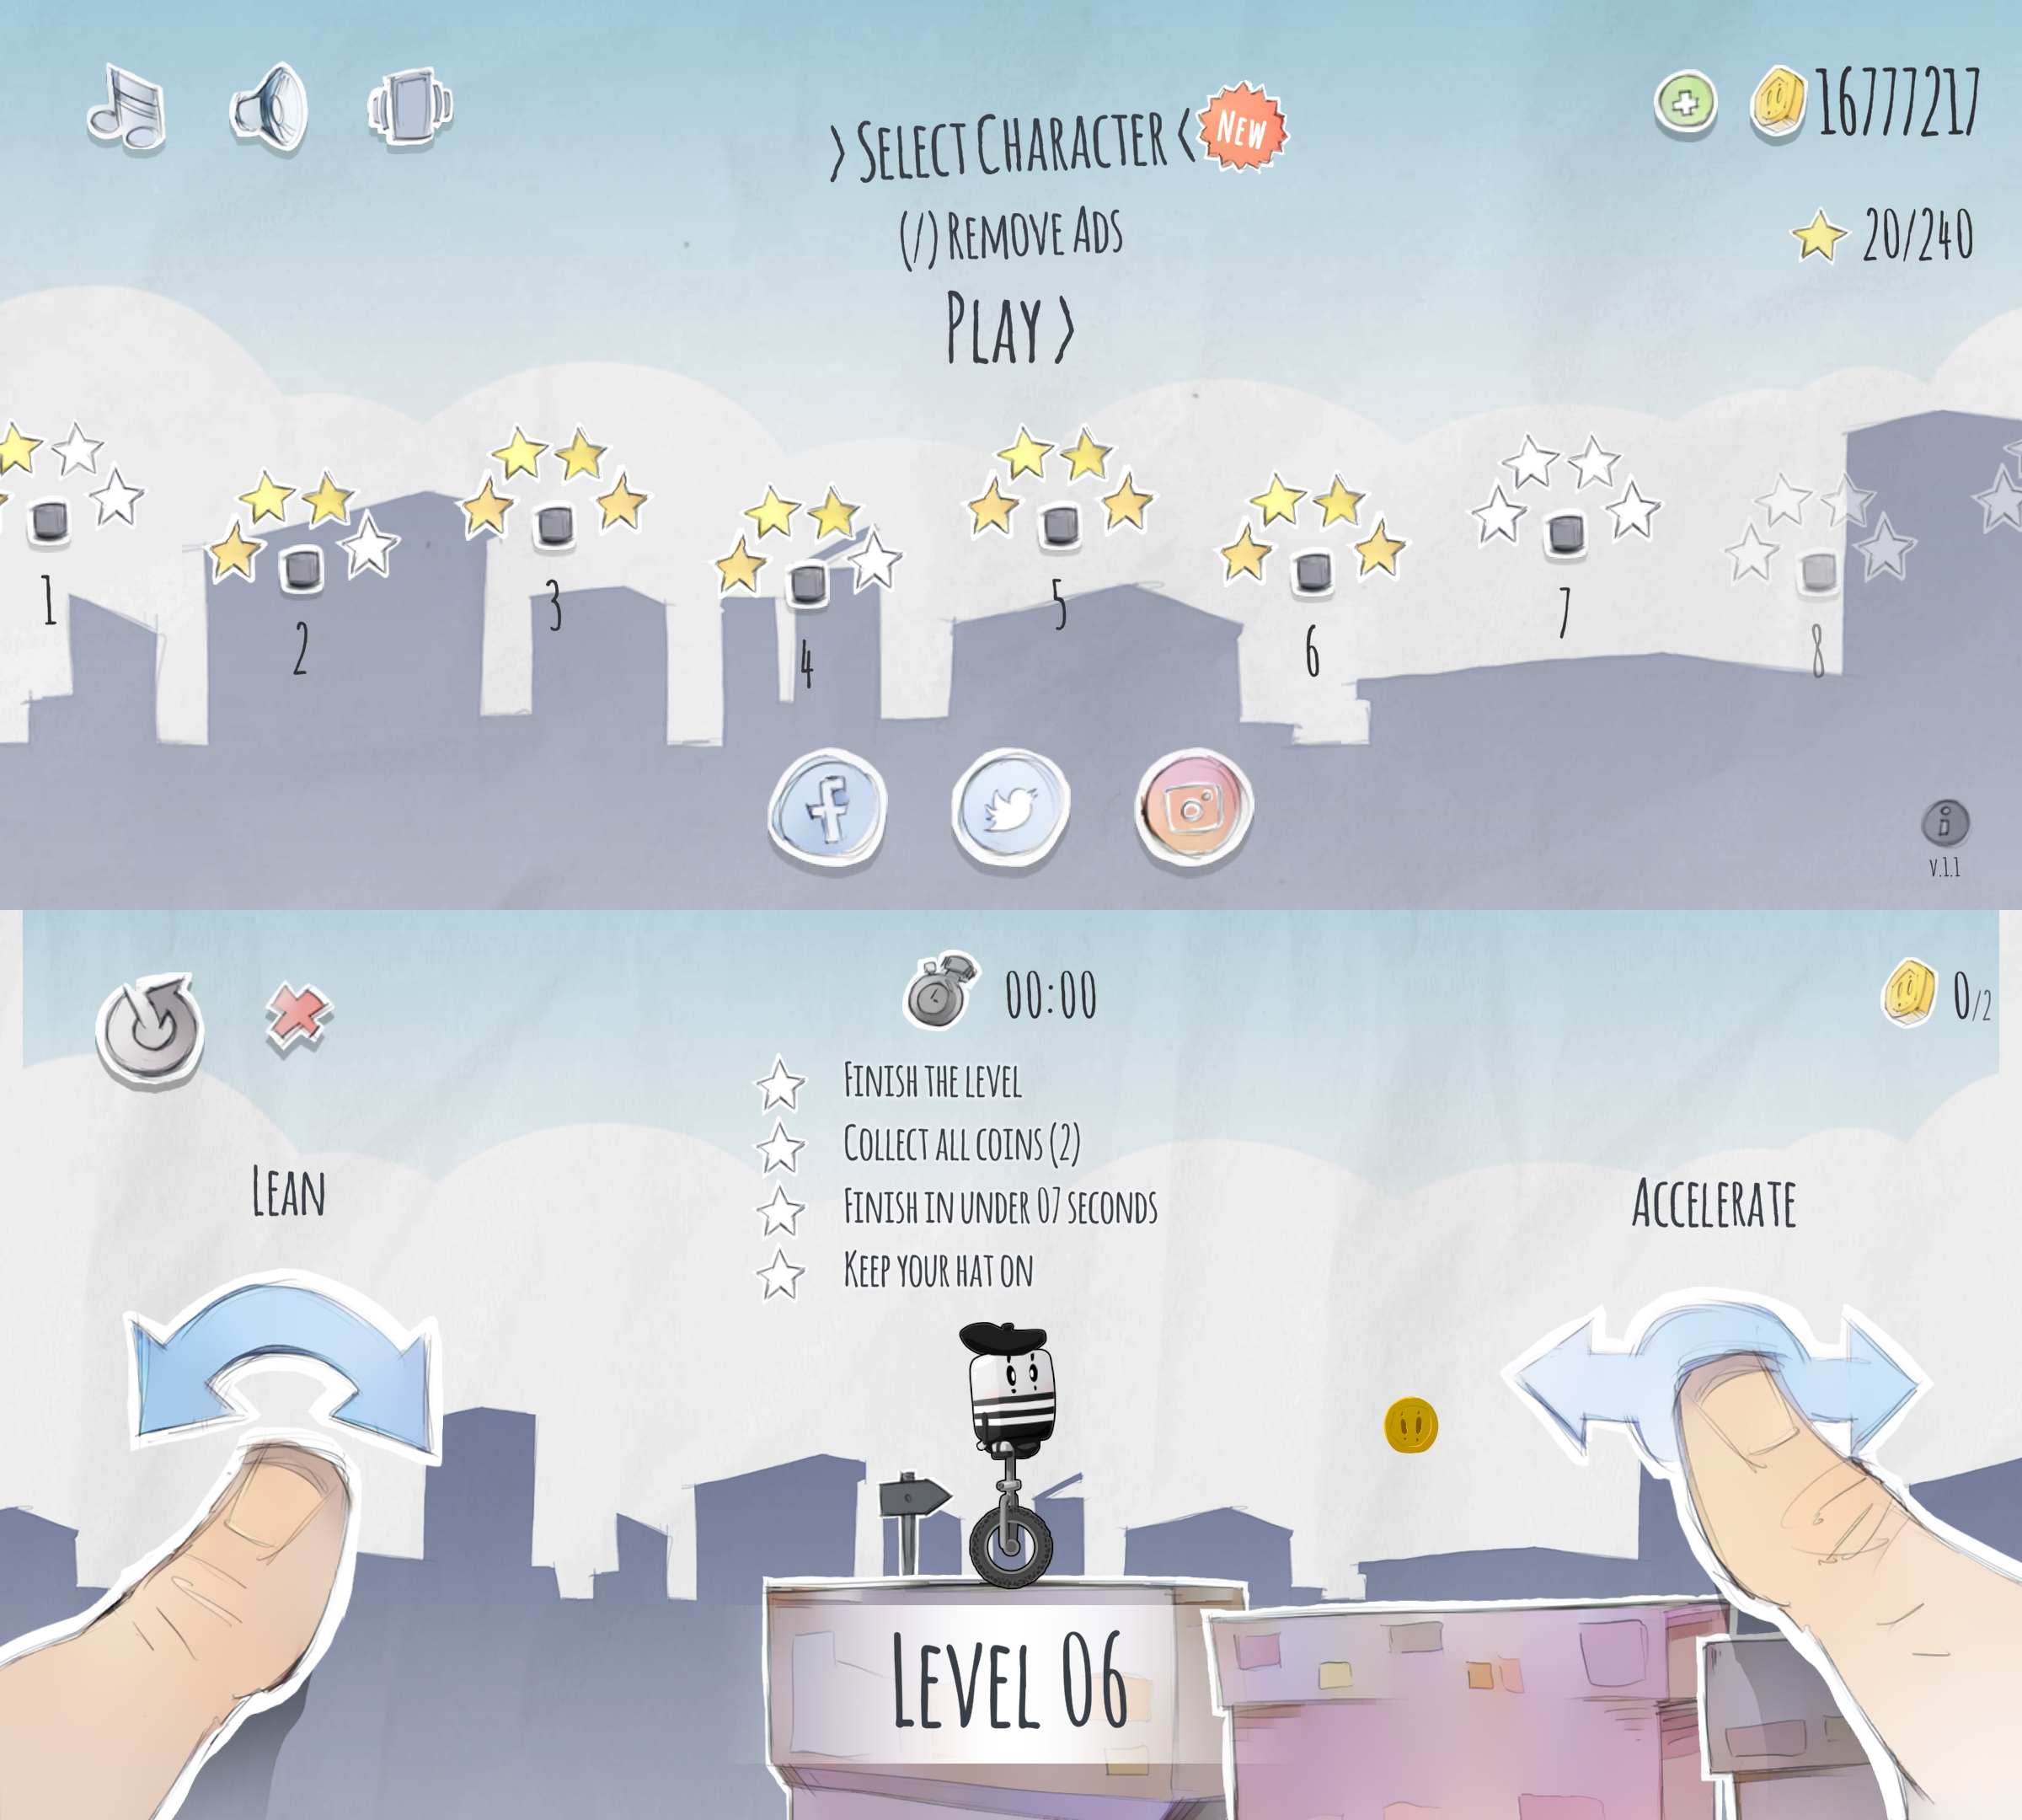 > Select Character <
New
16777217
(/) Remove Ads
20/240
Play >
1
2
3
4
5
6
7
8
v.1.1
00:00
0/2
Finish the level
Collect all coins (2)
Finish in under 07 seconds
Keep your hat on
Lean
Accelerate
Level 06